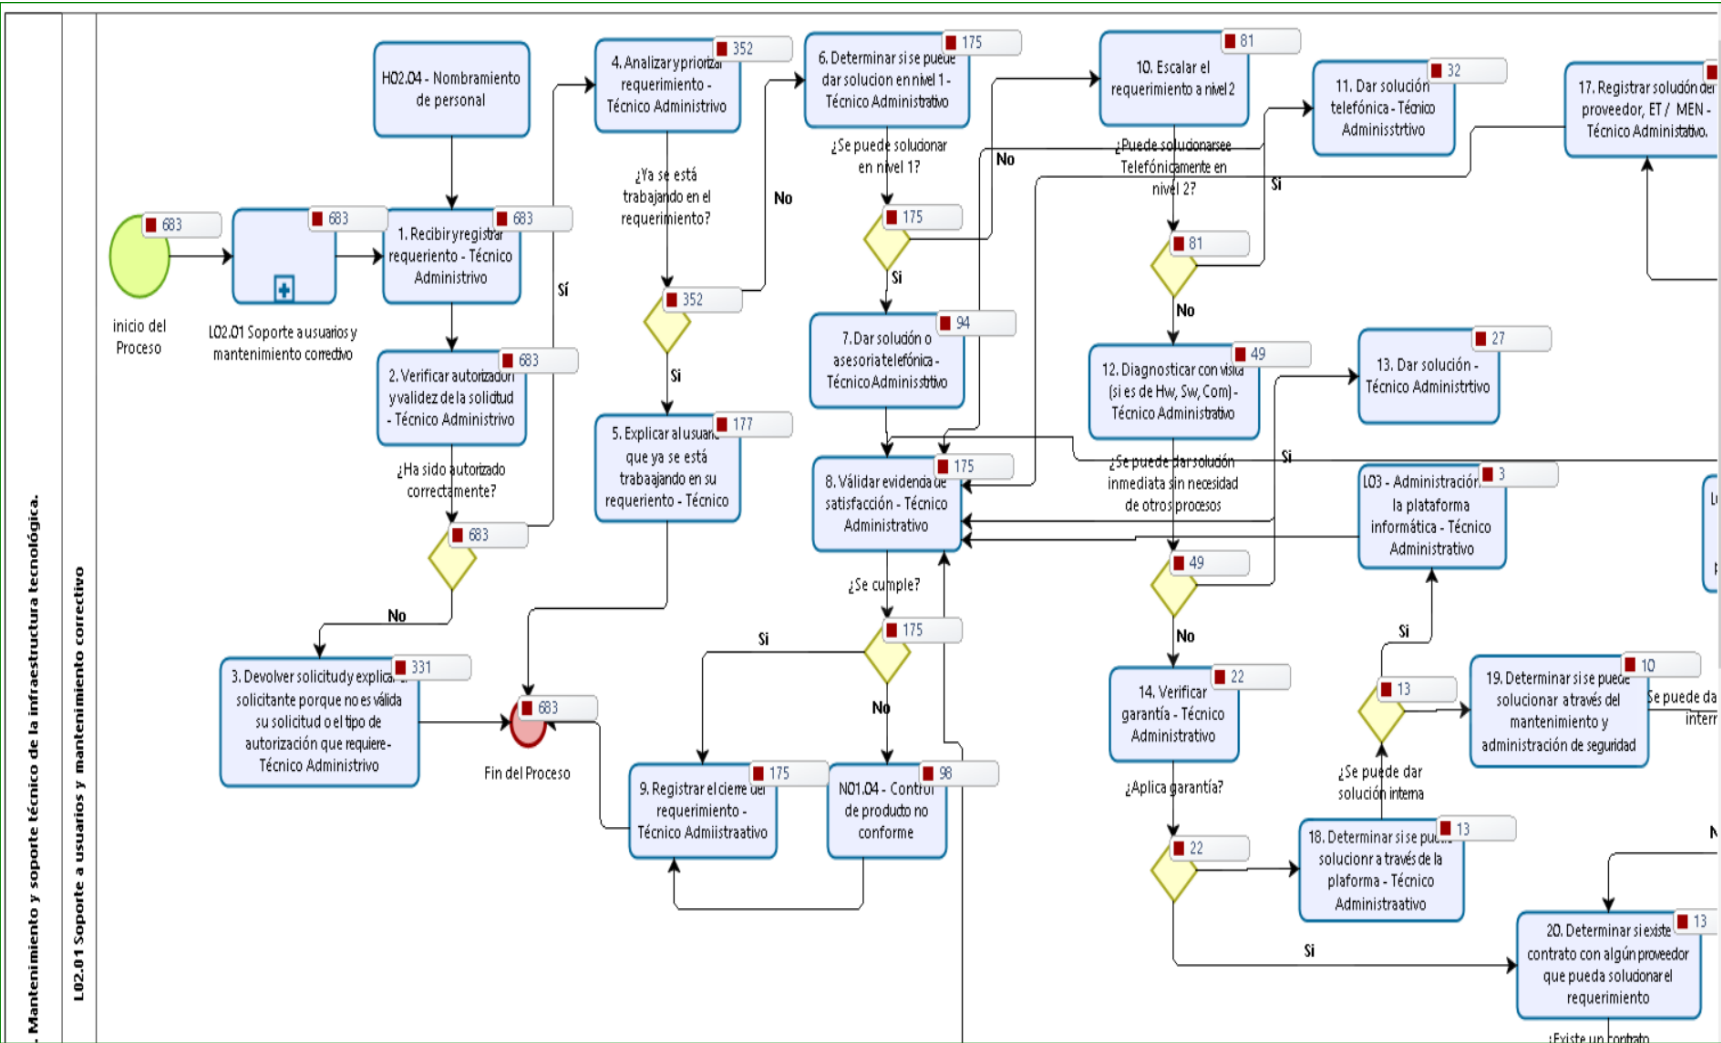 - Mantenimiento y soporte técnico de la infraestructura tecnológica.
L02.01 Soporte a usuarios y mantenimiento correctivo
683
inicio del
Proceso
683
L02.01 Soporte a usuarios y
mantenimiento correctivo
H02.04 - Nombramiento
de personal
683
1. Recibir y registrar
requeriento - Técnico
Administrivo
683
2. Verificar autorización
y validez de la solicitud
- Técnico Administrivo
¿Ha sido autorizado
correctamente?
683
Sí
No
331
3. Devolver solicitud y explicar
solicitante porque no es válida
su solicitud o el tipo de
autorización que requiere-
Técnico Administrivo
683
Fin del Proceso
352
4. Analizar y priorizar
requerimiento -
Técnico Administrivo
¿Ya se está
trabajando en el
requerimiento?
352
No
Si
177
5. Explicar al usuario
que ya se está
trabaajando en su
requeriento - Técnico
175
6. Determinar si se puede
dar solucion en nivel 1 -
Técnico Administativo
¿Se puede solucionar
en nivel 1?
175
No
Si
94
7. Dar solución o
asesoria telefónica -
Técnico Administtivo
175
8. Válidar evidencia de
satisfacción - Técnico
Administrativo
¿Se cumple?
175
Si
No
175
9. Registrar el cierre del
requerimiento -
Técnico Admiistraativo
98
N01.04 - Control
de producto no
conforme
81
10. Escalar el
requerimiento a nivel 2
¿Puede solucionarsee
Telefónicamente en
nivel 2?
81
Si
No
32
11. Dar solución
telefónica - Técnico
Administrtivo
49
12. Diagnosticar con visita
(si es de Hw, Sw, Com) -
Técnico Administrativo
¿Se puede dar solución
inmediata sin necesidad
de otros procesos
49
Si
No
27
13. Dar solución -
Técnico Administrtivo
22
14. Verificar
garantía - Técnico
Administrativo
¿Aplica garantía?
22
Si
17. Registrar solución del
proveedor, ET / MEN -
Técnico Administativo.
3
L03 - Administración
la plataforma
informática - Técnico
Administrativo
Si
13
¿Se puede dar
solución interna
13
18. Determinar si se puede
solucionr a través de la
plaforma - Técnico
Administraativo
10
19. Determinar si se puede
solucionar a través del
mantenimiento y
administración de seguridad
Se puede da
intern
13
20. Determinar si existe
contrato con algún proveedor
que pueda solucionar el
requerimiento
¿Existe un contrato